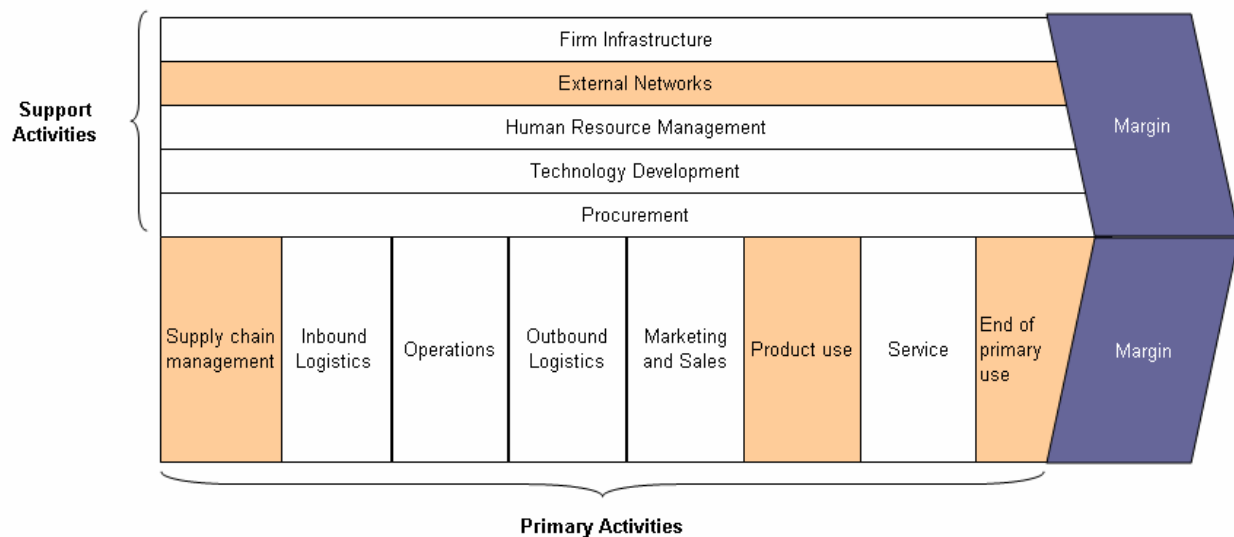 Firm Infrastructure
External Networks
Support
Activities
Human Resource Management
Margin
Technology Development
Procurement
Supply chain
management
Inbound
Logistics
Operations
Outbound
Logistics
Marketing
and Sales
Product use
Service
End of
primary
use
Margin
Primary Activities